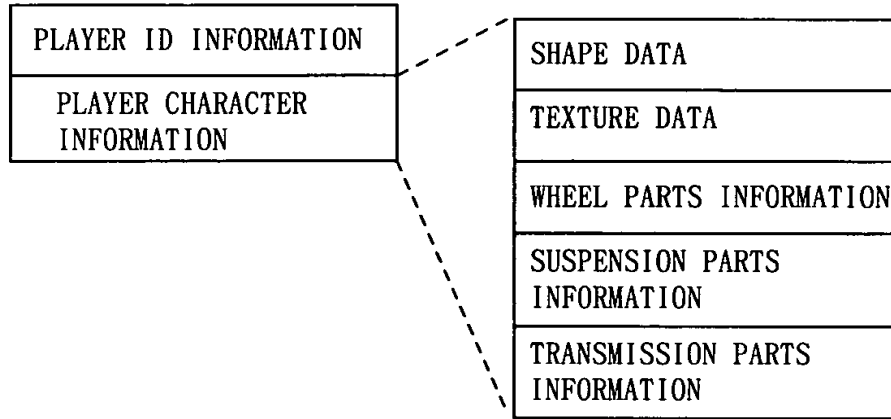 PLAYER ID INFORMATION
PLAYER CHARACTER
INFORMATION
SHAPE DATA
TEXTURE DATA
WHEEL PARTS INFORMATION
SUSPENSION PARTS
INFORMATION
TRANSMISSION PARTS
INFORMATION